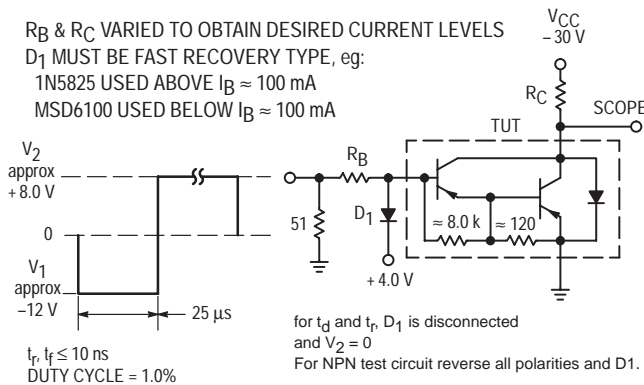 RB & RC VARIED TO OBTAIN DESIRED CURRENT LEVELS
D1 MUST BE FAST RECOVERY TYPE, eg:
1N5825 USED ABOVE IB ≈ 100 mA
MSD6100 USED BELOW IB ≈ 100 mA
VCC
– 30 V
RC
SCOPE
TUT
V2
approx
+ 8.0 V
0
V1
approx
–12 V
25 µs
RB
51
D1
+ 4.0 V
≈ 8.0 k
≈ 120
tr, tf ≤ 10 ns
DUTY CYCLE = 1.0%
for td and tr, D1 is disconnected
and V2 = 0
For NPN test circuit reverse all polarities and D1.